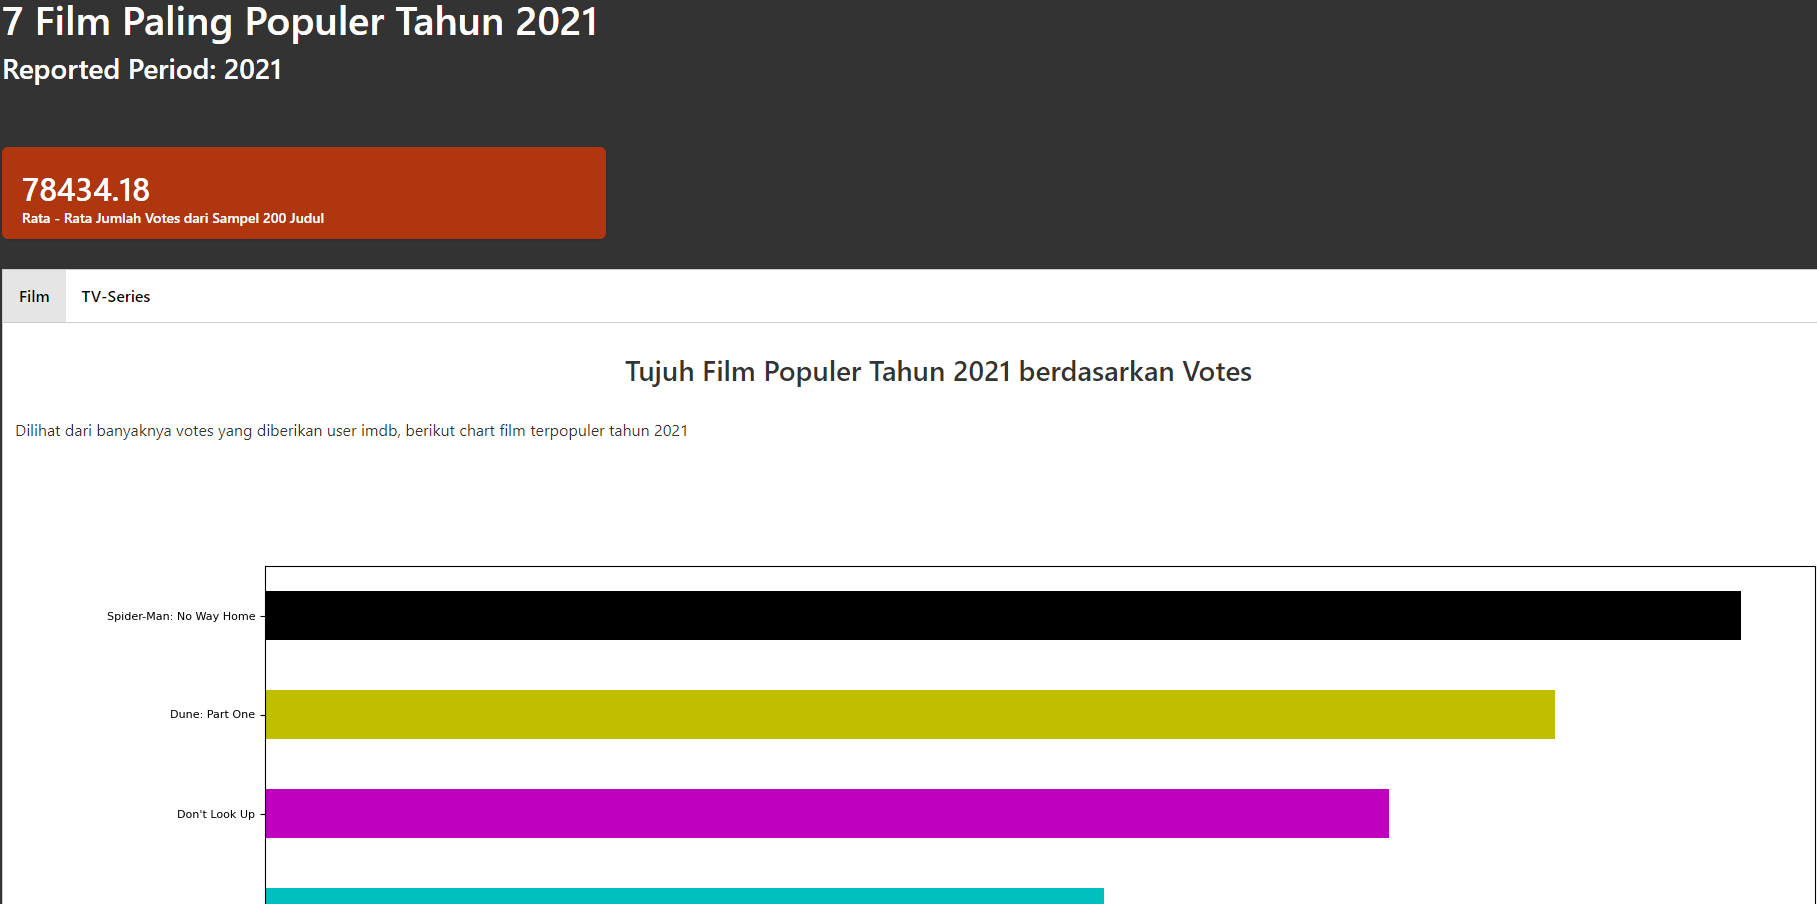 7 Film Paling Populer Tahun 2021
Reported Period: 2021
78434.18
Rata - Rata Jumlah Votes dari Sampel 200 Judul
Film
TV-Series
Tujuh Film Populer Tahun 2021 berdasarkan Votes
Dilihat dari banyaknya votes yang diberikan user imdb, berikut chart film terpopuler tahun 2021
Spider-Man: No Way Home
Dune: Part One
Don't Look Up